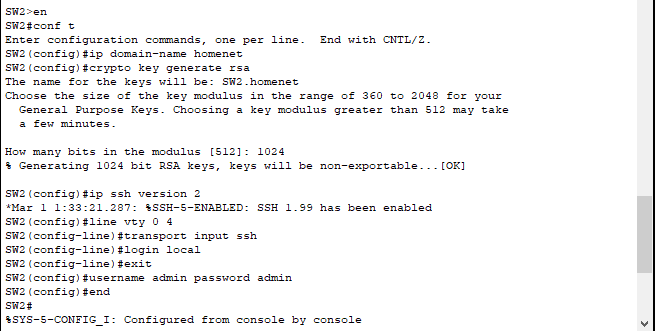 SW2>en
SW2#conf t
Enter configuration commands, one per line.  End with CNTL/Z.
SW2(config)#ip domain-name homenet
SW2(config)#crypto key generate rsa
The name for the keys will be: SW2.homenet
Choose the size of the key modulus in the range of 360 to 2048 for your
  General Purpose Keys. Choosing a key modulus greater than 512 may take
  a few minutes.

How many bits in the modulus [512]: 1024
% Generating 1024 bit RSA keys, keys will be non-exportable...[OK]

SW2(config)#ip ssh version 2
*Mar 1 1:33:21.287: %SSH-5-ENABLED: SSH 1.99 has been enabled
SW2(config)#line vty 0 4
SW2(config-line)#transport input ssh
SW2(config-line)#login local
SW2(config-line)#exit
SW2(config)#username admin password admin
SW2(config)#end
SW2#
%SYS-5-CONFIG_I: Configured from console by console